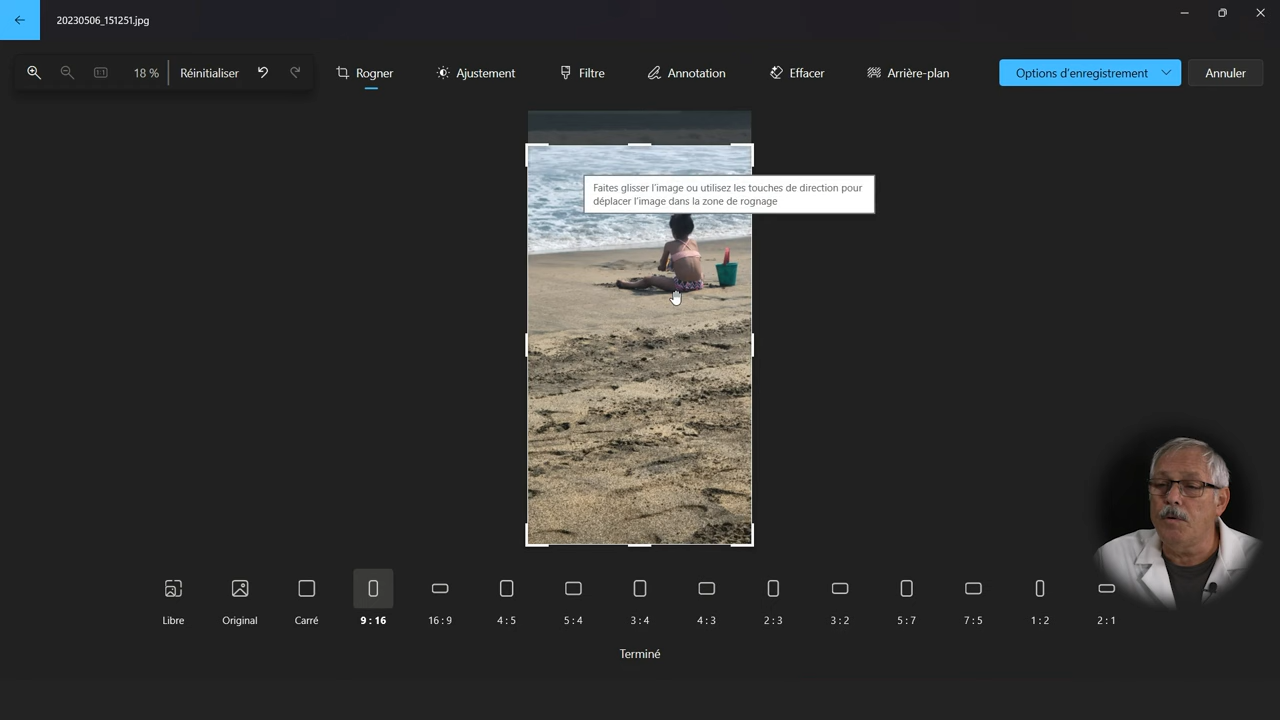 20230506_151251.jpg
18 %
Réinitialiser
Rogner
Ajustement
Filtre
Annotation
Effacer
Arrière-plan
Options d'enregistrement
Annuler
Faites glisser l'image ou utilisez les touches de direction pour
déplacer l'image dans la zone de rognage
Libre
Original
Carré
9 : 16
16 : 9
4 : 5
5 : 4
3 : 4
4 : 3
2 : 3
3 : 2
5 : 7
7 : 5
1 : 2
2 : 1
Terminé